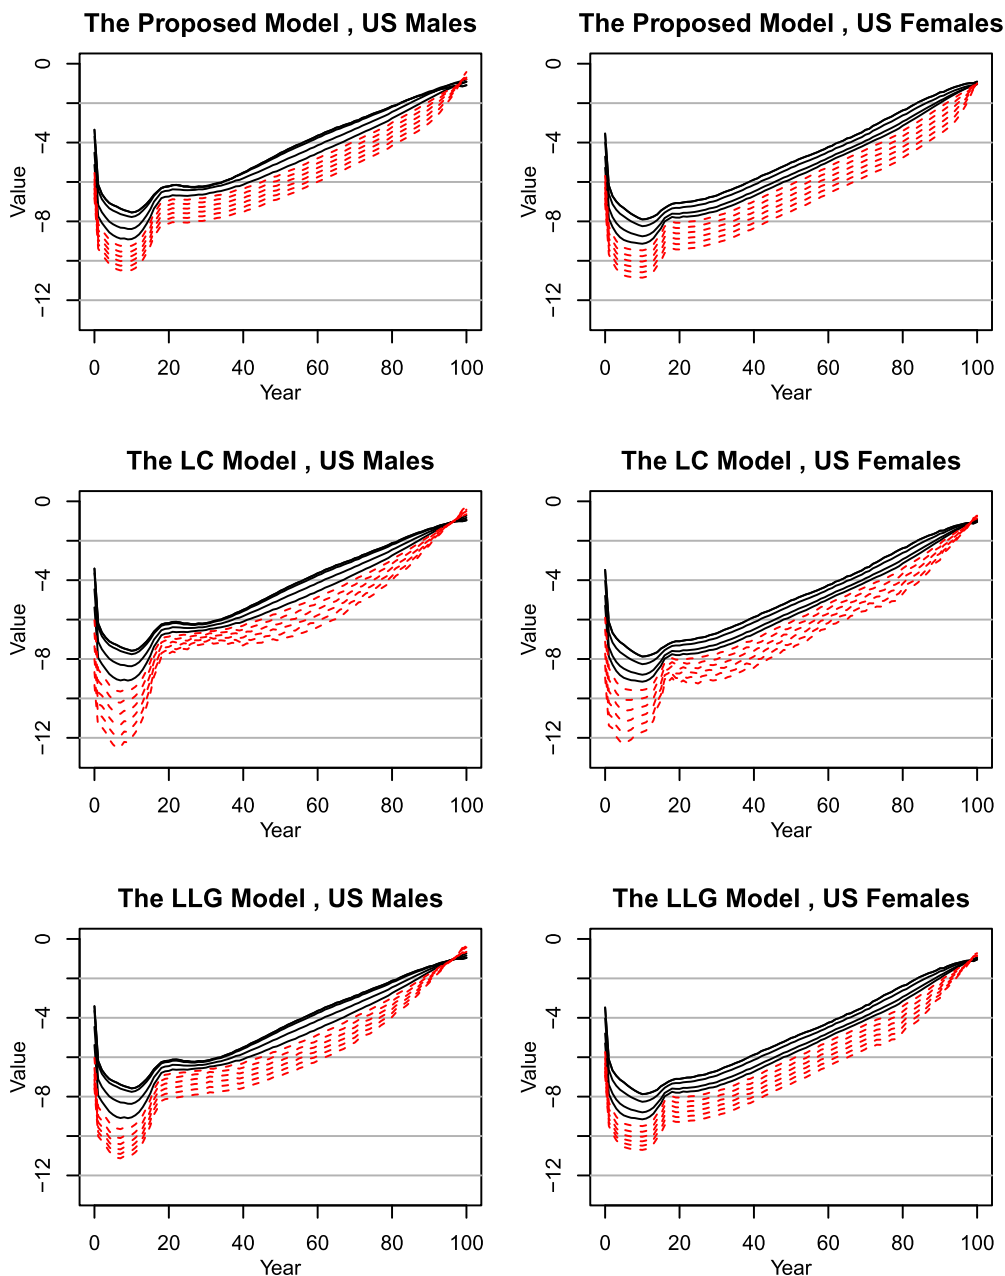 The Proposed Model , US Males
0
−4
−8
−12
Value
0 20 40 60 80 100
Year
The Proposed Model , US Females
0
−4
−8
−12
Value
0 20 40 60 80 100
Year
The LC Model , US Males
0
−4
−8
−12
Value
0 20 40 60 80 100
Year
The LC Model , US Females
0
−4
−8
−12
Value
0 20 40 60 80 100
Year
The LLG Model , US Males
0
−4
−8
−12
Value
0 20 40 60 80 100
Year
The LLG Model , US Females
0
−4
−8
−12
Value
0 20 40 60 80 100
Year